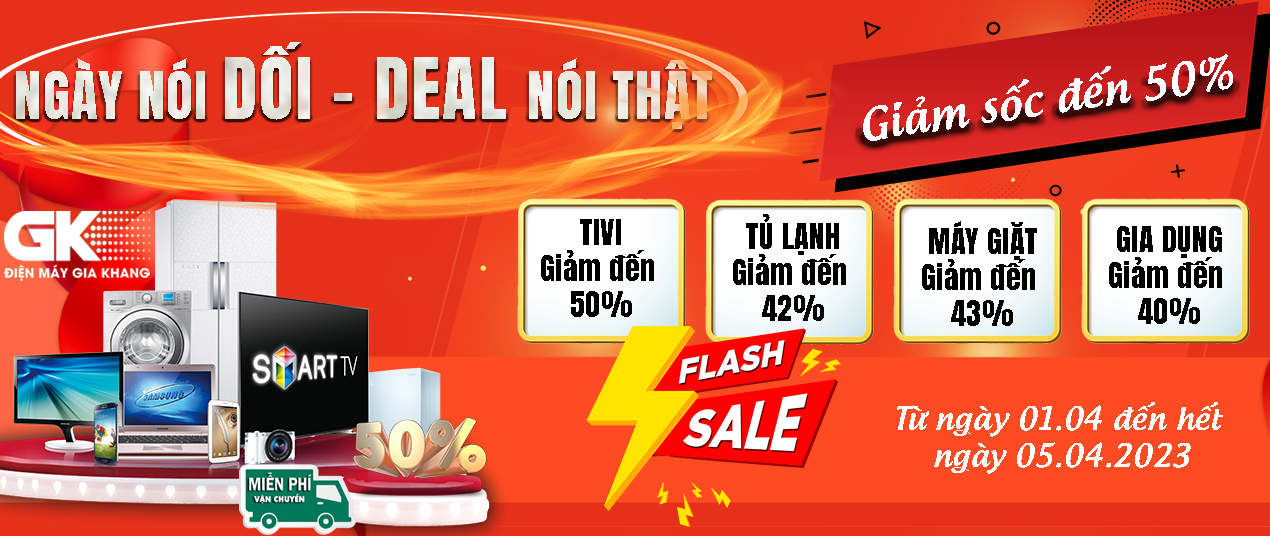 NGÀY NÓI DỐI - DEAL NÓI THẬT
Giảm sốc đến 50%
GK
ĐIỆN MÁY GIA KHANG
TIVI
Giảm đến
50%
TỦ LẠNH
Giảm đến
42%
MÁY GIẶT
Giảm đến
43%
GIA DỤNG
Giảm đến
40%
SMART TV
SAMSUNG
50%
MIỄN PHÍ
VẬN CHUYỂN
FLASH
SALE
Từ ngày 01.04 đến hết
ngày 05.04.2023